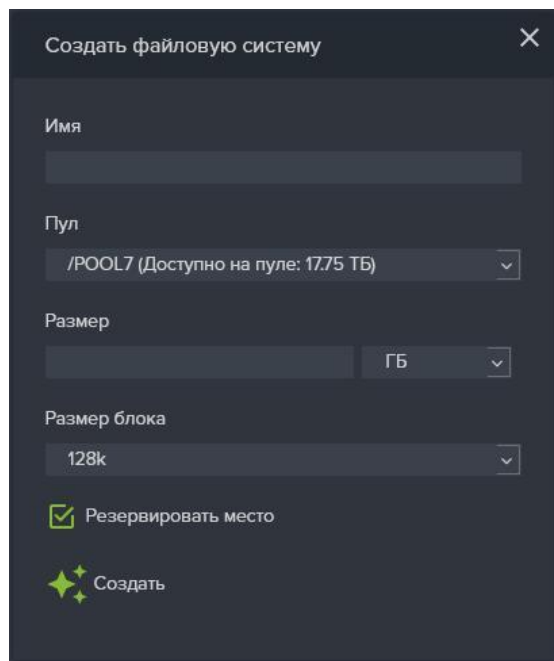 Создать файловую систему
Имя
Пул
/POOL7 (Доступно на пуле: 17.75 ТБ)
Размер
ГБ
Размер блока
128k
Резервировать место
Создать